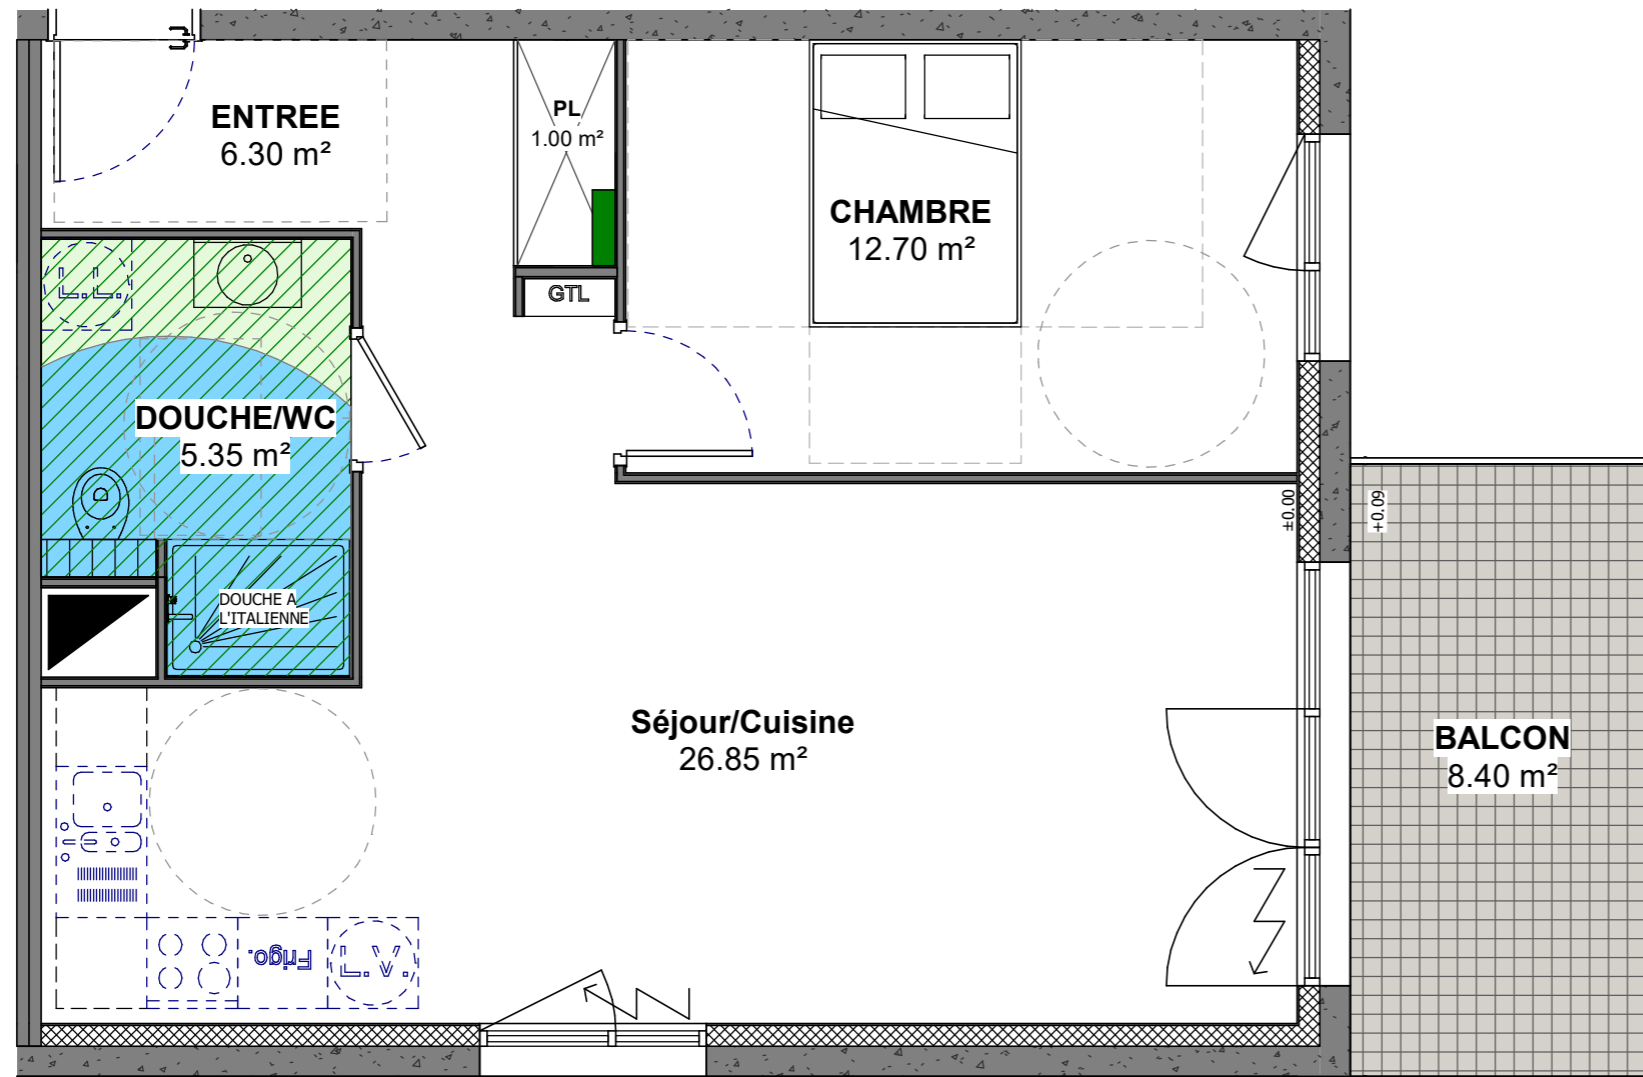 ENTREE
6.30 m²
PL
1.00 m²
CHAMBRE
12.70 m²
L.L.
GTL
DOUCHE/WC
5.35 m²
±0.00
+0.09
DOUCHE A
L'ITALIENNE
Séjour/Cuisine
26.85 m²
BALCON
8.40 m²
Frigo.
L.V.